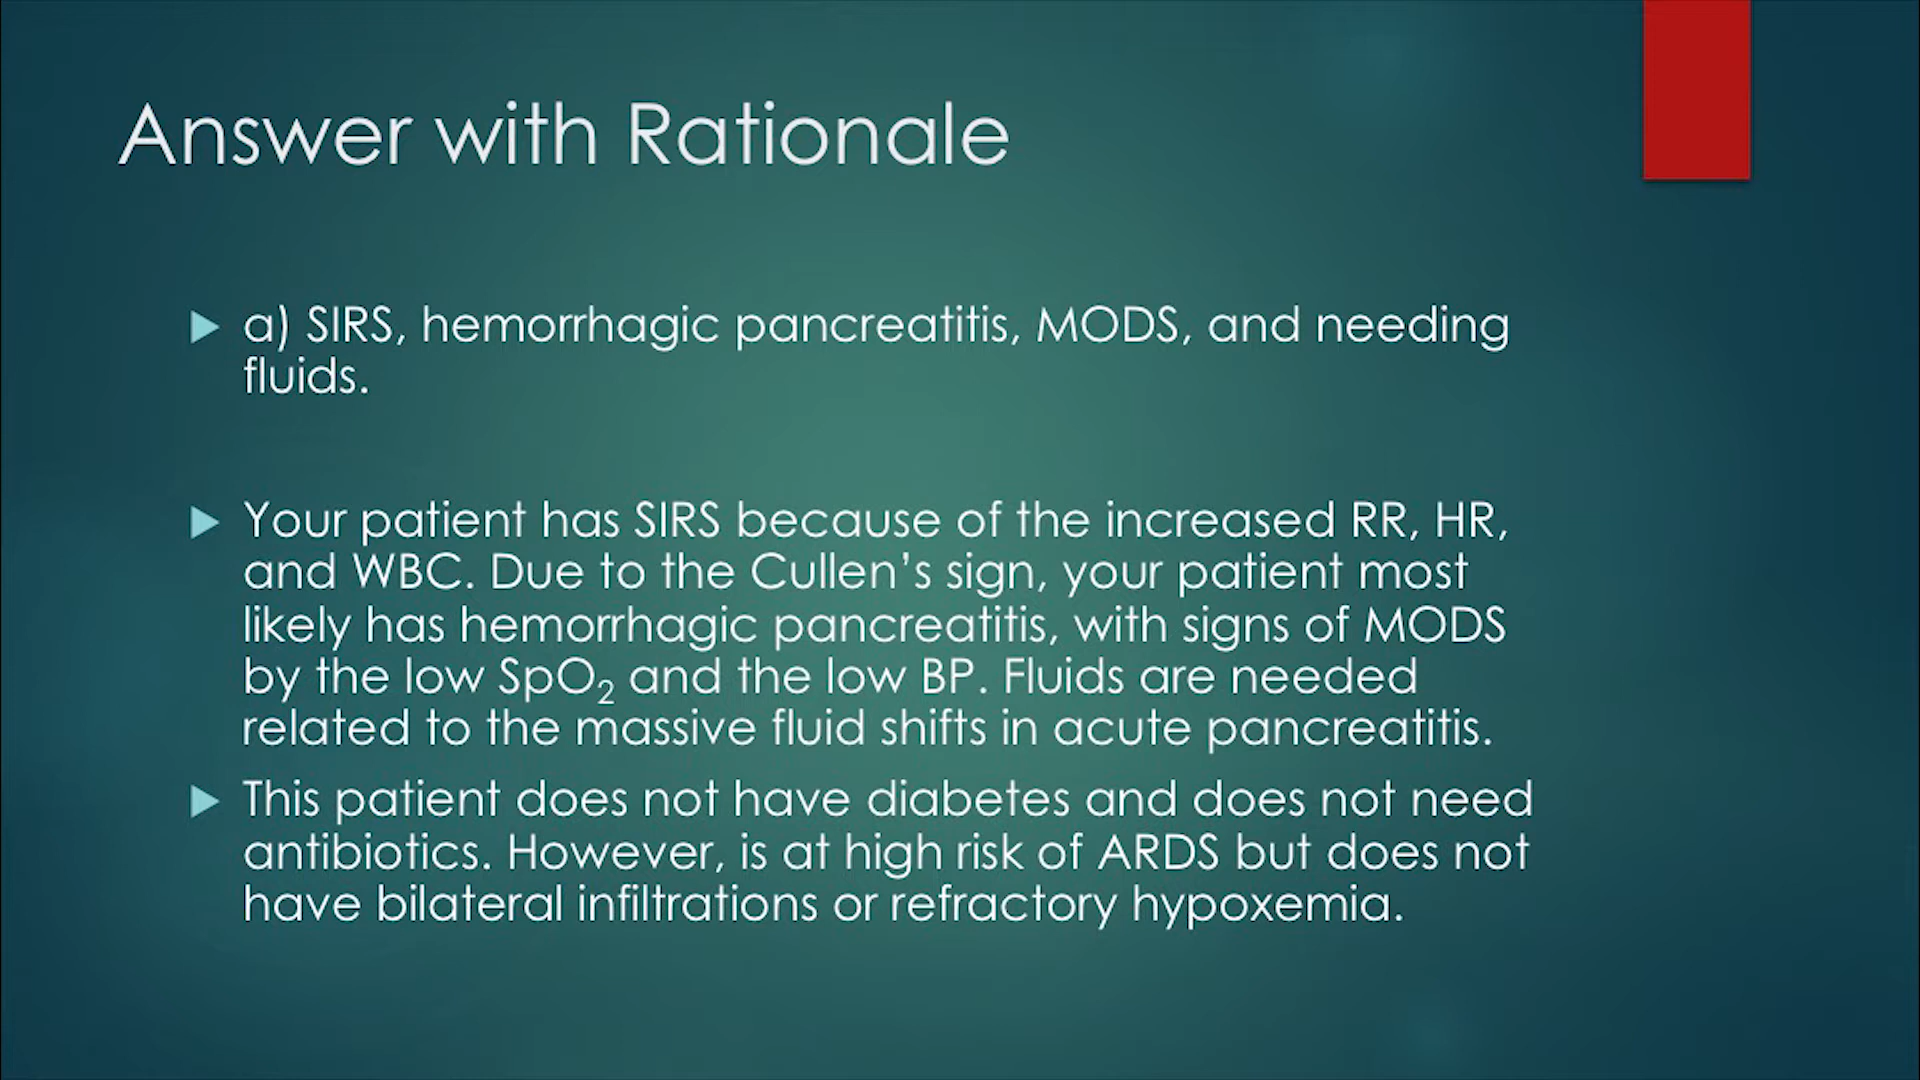 Answer with Rationale
a) SIRS, hemorrhagic pancreatitis, MODS, and needing
fluids.
Your patient has SIRS because of the increased RR, HR,
and WBC. Due to the Cullen’s sign, your patient most
likely has hemorrhagic pancreatitis, with signs of MODS
by the low SpO₂ and the low BP. Fluids are needed
related to the massive fluid shifts in acute pancreatitis.
This patient does not have diabetes and does not need
antibiotics. However, is at high risk of ARDS but does not
have bilateral infiltrations or refractory hypoxemia.